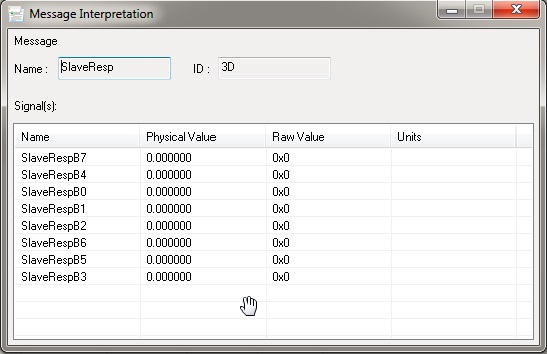 Message Interpretation
Message
Name : SlaveResp ID : 3D
Signal(s):
Name Physical Value Raw Value Units
SlaveRespB7 0.000000 0x0
SlaveRespB4 0.000000 0x0
SlaveRespB0 0.000000 0x0
SlaveRespB1 0.000000 0x0
SlaveRespB2 0.000000 0x0
SlaveRespB6 0.000000 0x0
SlaveRespB5 0.000000 0x0
SlaveRespB3 0.000000 0x0